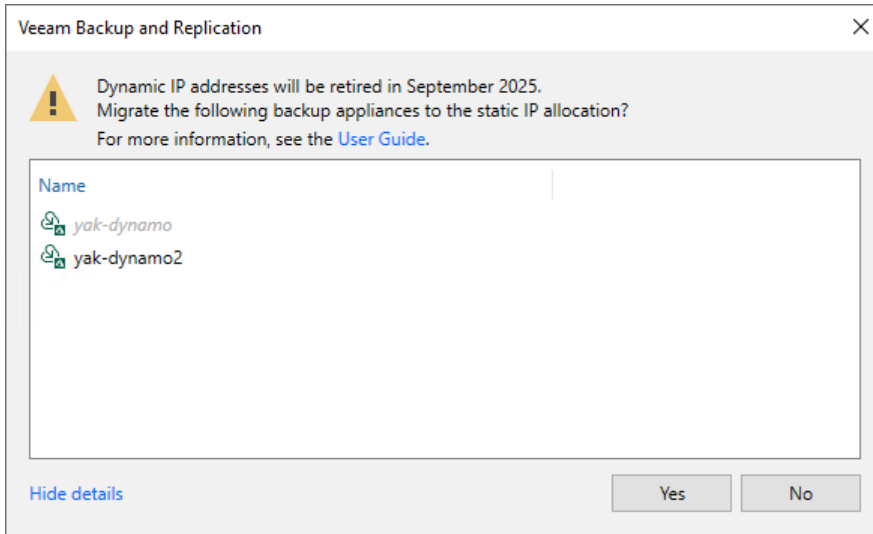 Veeam Backup and Replication
Dynamic IP addresses will be retired in September 2025.
Migrate the following backup appliances to the static IP allocation?
For more information, see the User Guide.
Name
yak-dynamo
yak-dynamo2
Hide details
Yes
No